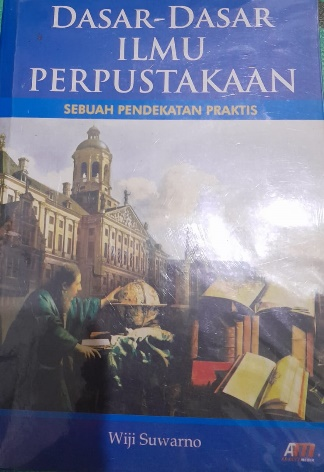 DASAR-DASAR
ILMU
PERPUSTAKAAN
SEBUAH PENDEKATAN PRAKTIS
Wiji Suwarno